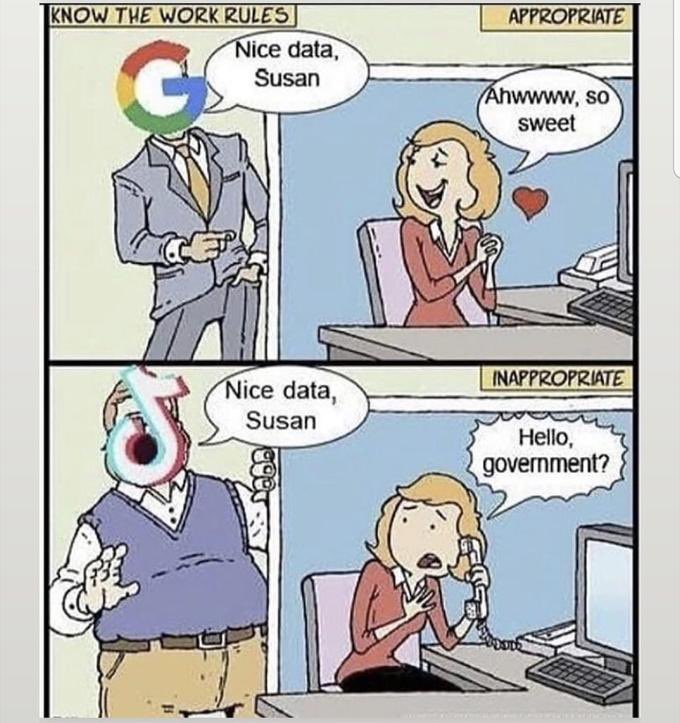 KNOW THE WORK RULES
APPROPRIATE
Nice data,
Susan
Ahwwww, so
sweet
INAPPROPRIATE
Nice data,
Susan
Hello,
government?